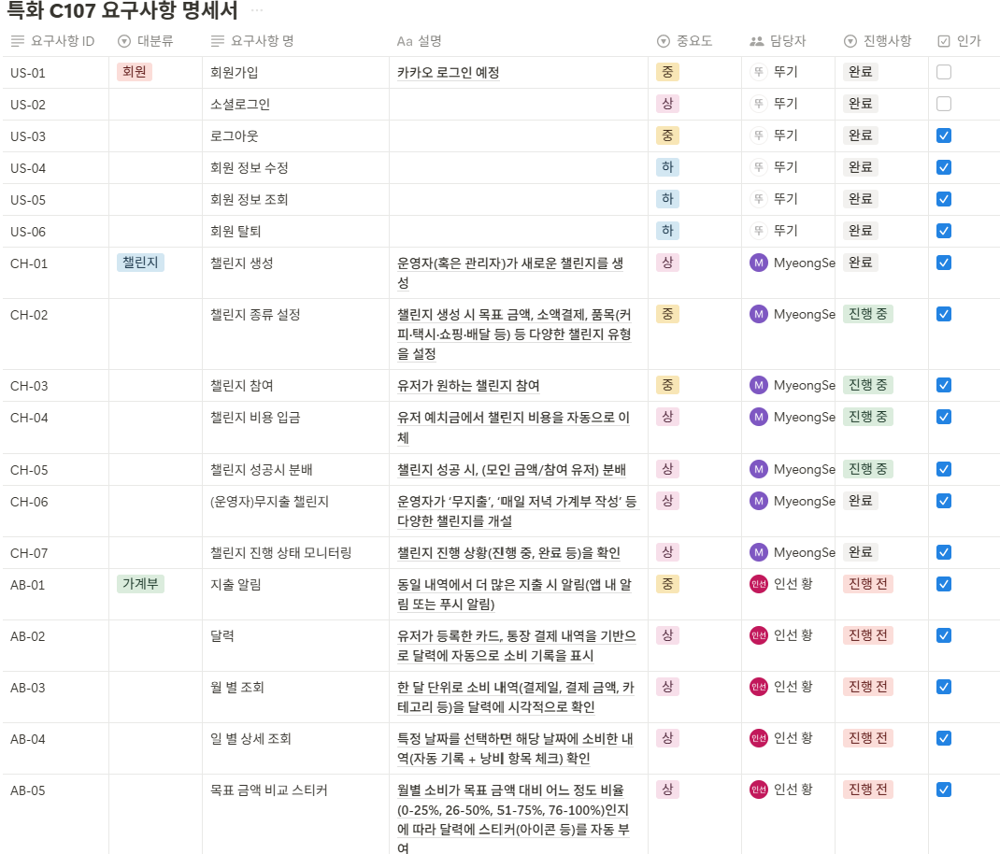 특화 C107 요구사항 명세서 ···
요구사항 ID 대분류 요구사항 명 Aa 설명 중요도 담당자 진행사항 인가
US-01 회원 회원가입 카카오 로그인 예정 중 뚜 뚜기 완료
US-02 소셜로그인 상 뚜 뚜기 완료
US-03 로그아웃 중 뚜 뚜기 완료
US-04 회원 정보 수정 하 뚜 뚜기 완료
US-05 회원 정보 조회 하 뚜 뚜기 완료
US-06 회원 탈퇴 하 뚜 뚜기 완료
CH-01 챌린지 챌린지 생성 운영자(혹은 관리자)가 새로운 챌린지를 생 상 M MyeongSe 완료
성
CH-02 챌린지 종류 설정 챌린지 생성 시 목표 금액, 소액결제, 품목(커 중 M MyeongSe 진행 중
피·택시·쇼핑·배달 등) 등 다양한 챌린지 유형
을 설정
CH-03 챌린지 참여 유저가 원하는 챌린지 참여 중 M MyeongSe 진행 중
CH-04 챌린지 비용 입금 유저 예치금에서 챌린지 비용을 자동으로 이 상 M MyeongSe 진행 중
체
CH-05 챌린지 성공시 분배 챌린지 성공 시, (모인 금액/참여 유저) 분배 상 M MyeongSe 진행 중
CH-06 (운영자)무지출 챌린지 운영자가 ‘무지출’, ‘매일 저녁 가계부 작성’ 등 상 M MyeongSe 완료
다양한 챌린지를 개설
CH-07 챌린지 진행 상태 모니터링 챌린지 진행 상황(진행 중, 완료 등)을 확인 상 M MyeongSe 완료
AB-01 가계부 지출 알림 동일 내역에서 더 많은 지출 시 알림(앱 내 알 중 인선 인선 황 진행 전
림 또는 푸시 알림)
AB-02 달력 유저가 등록한 카드, 통장 결제 내역을 기반으 상 인선 인선 황 진행 전
로 달력에 자동으로 소비 기록을 표시
AB-03 월 별 조회 한 달 단위로 소비 내역(결제일, 결제 금액, 카 상 인선 인선 황 진행 전
테고리 등)을 달력에 시각적으로 확인
AB-04 일 별 상세 조회 특정 날짜를 선택하면 해당 날짜에 소비한 내 상 인선 인선 황 진행 전
역(자동 기록 + 낭비 항목 체크) 확인
AB-05 목표 금액 비교 스티커 월별 소비가 목표 금액 대비 어느 정도 비율 상 인선 인선 황 진행 전
(0-25%, 26-50%, 51-75%, 76-100%)인지
에 따라 달력에 스티커(아이콘 등)를 자동 부
여